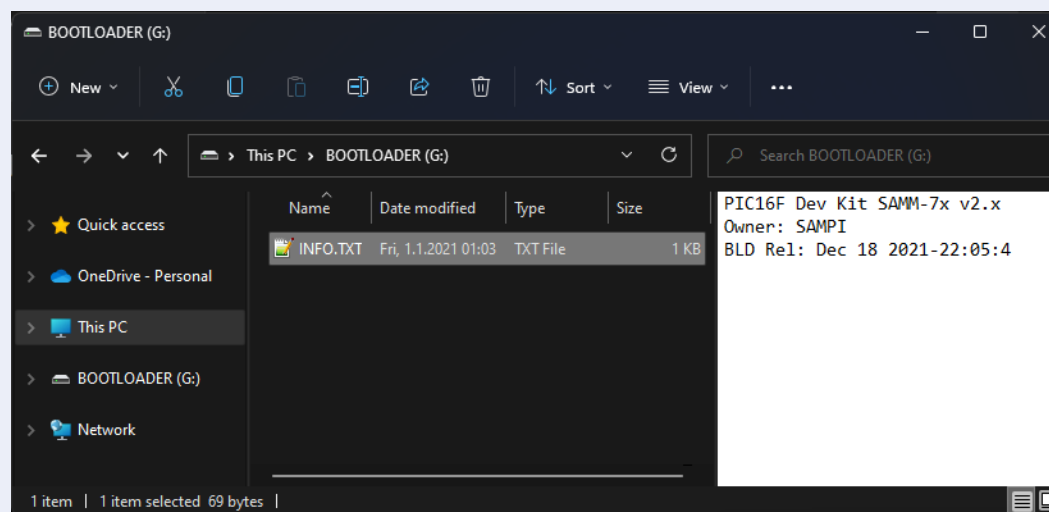 BOOTLOADER (G:)
New
Sort
View
This PC > BOOTLOADER (G:)
Search BOOTLOADER (G:)
Quick access
OneDrive - Personal
This PC
BOOTLOADER (G:)
Network
Name Date modified Type Size
INFO.TXT Fri, 1.1.2021 01:03 TXT File 1 KB
PIC16F Dev Kit SAMM-7x v2.x
Owner: SAMPI
BLD Rel: Dec 18 2021-22:05:4
1 item | 1 item selected 69 bytes |